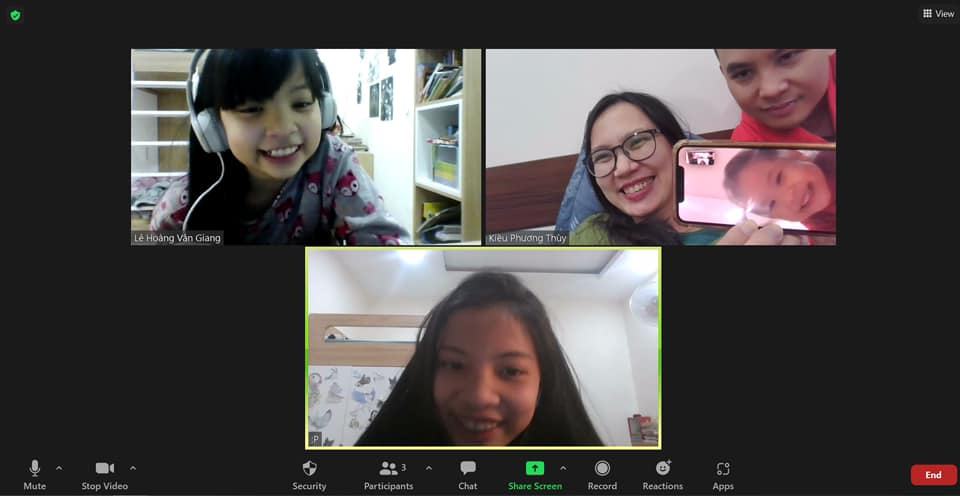 View
Lê Hoàng Vân Giang
Kiều Phương Thùy
:P
Mute
Stop Video
Security
Participants
3
Chat
Share Screen
Record
Reactions
Apps
End